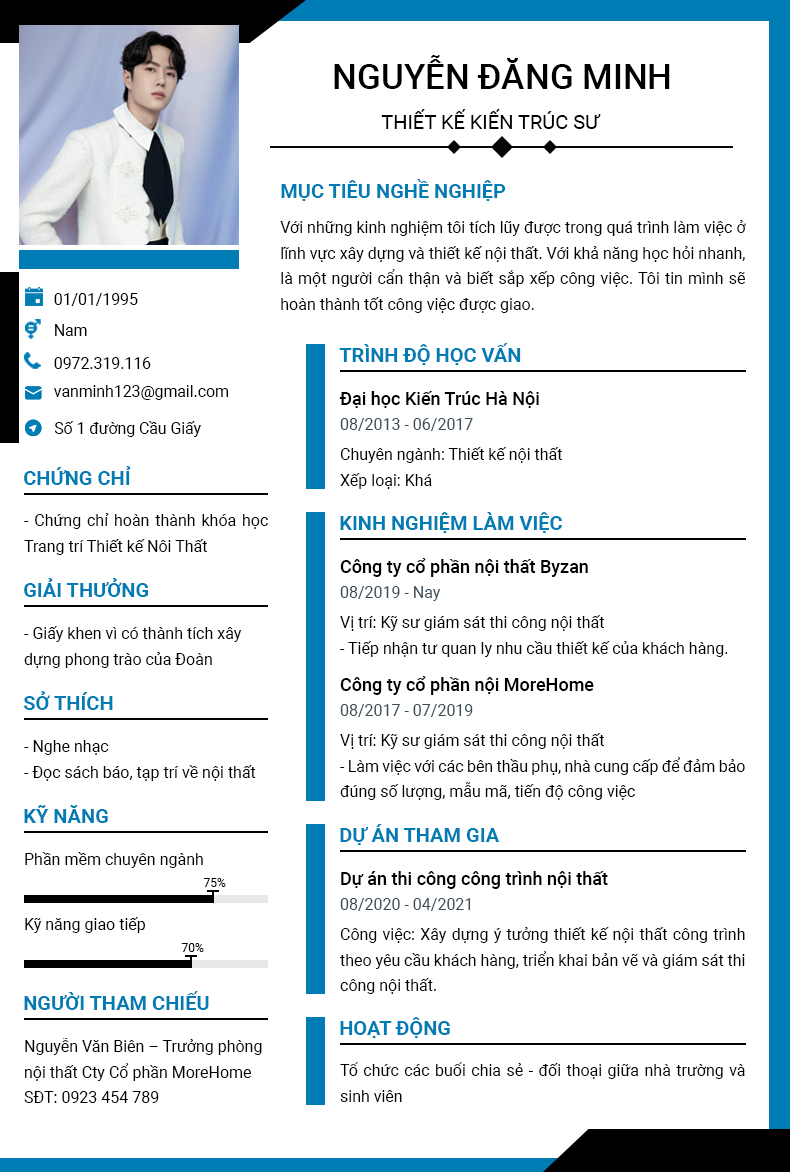 NGUYỄN ĐĂNG MINH
THIẾT KẾ KIẾN TRÚC SƯ
01/01/1995
Nam
0972.319.116
vanminh123@gmail.com
Số 1 đường Cầu Giấy
CHỨNG CHỈ
- Chứng chỉ hoàn thành khóa học
Trang trí Thiết kế Nôi Thất
GIẢI THƯỞNG
- Giấy khen vì có thành tích xây
dựng phong trào của Đoàn
SỞ THÍCH
- Nghe nhạc
- Đọc sách báo, tạp trí về nội thất
KỸ NĂNG
Phần mềm chuyên ngành
75%
Kỹ năng giao tiếp
70%
NGƯỜI THAM CHIẾU
Nguyễn Văn Biên – Trưởng phòng
nội thất Cty Cổ phần MoreHome
SĐT: 0923 454 789
MỤC TIÊU NGHỀ NGHIỆP
Với những kinh nghiệm tôi tích lũy được trong quá trình làm việc ở
lĩnh vực xây dựng và thiết kế nội thất. Với khả năng học hỏi nhanh,
là một người cẩn thận và biết sắp xếp công việc. Tôi tin mình sẽ
hoàn thành tốt công việc được giao.
TRÌNH ĐỘ HỌC VẤN
Đại học Kiến Trúc Hà Nội
08/2013 - 06/2017
Chuyên ngành: Thiết kế nội thất
Xếp loại: Khá
KINH NGHIỆM LÀM VIỆC
Công ty cổ phần nội thất Byzan
08/2019 - Nay
Vị trí: Kỹ sư giám sát thi công nội thất
- Tiếp nhận tư quan ly nhu cầu thiết kế của khách hàng.
Công ty cổ phần nội MoreHome
08/2017 - 07/2019
Vị trí: Kỹ sư giám sát thi công nội thất
- Làm việc với các bên thầu phụ, nhà cung cấp để đảm bảo
đúng số lượng, mẫu mã, tiến độ công việc
DỰ ÁN THAM GIA
Dự án thi công công trình nội thất
08/2020 - 04/2021
Công việc: Xây dựng ý tưởng thiết kế nội thất công trình
theo yêu cầu khách hàng, triển khai bản vẽ và giám sát thi
công nội thất.
HOẠT ĐỘNG
Tố chức các buối chia sẻ - đối thoại giữa nhà trường và
sinh viên